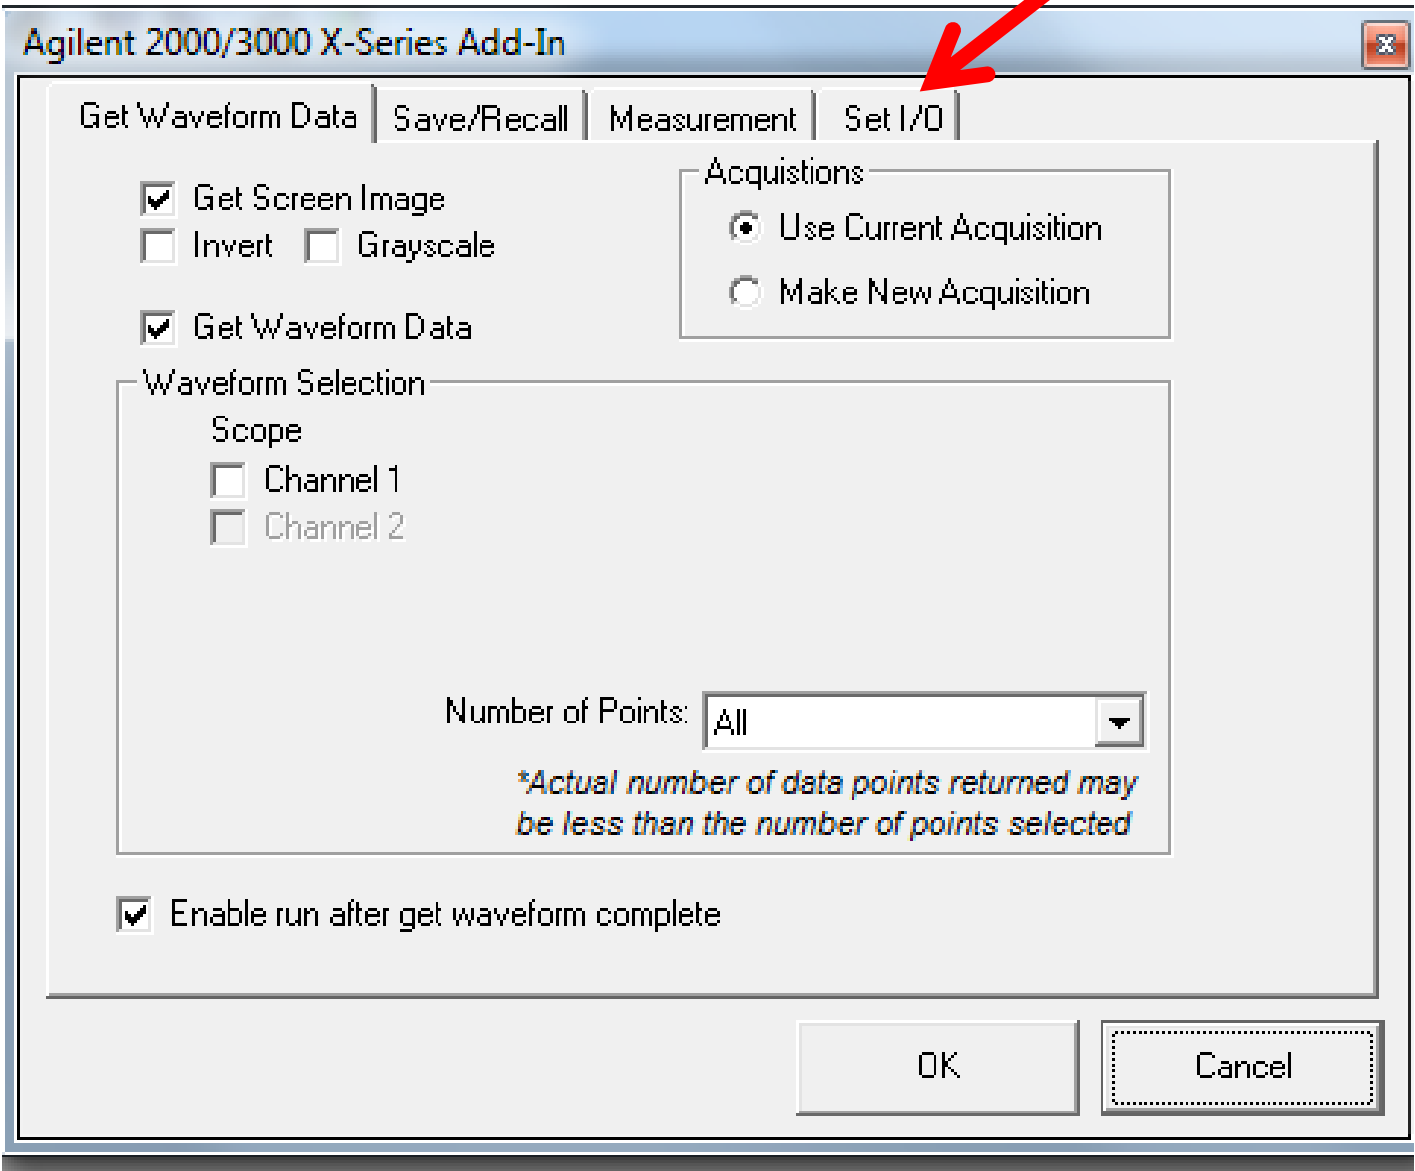 Agilent 2000/3000 X-Series Add-In
Get Waveform Data
Save/Recall
Measurement
Set I/O
Get Screen Image
Invert
Grayscale
Get Waveform Data
Acquistions
Use Current Acquisition
Make New Acquisition
Waveform Selection
Scope
Channel 1
Channel 2
Number of Points: All
*Actual number of data points returned may
be less than the number of points selected
Enable run after get waveform complete
OK
Cancel